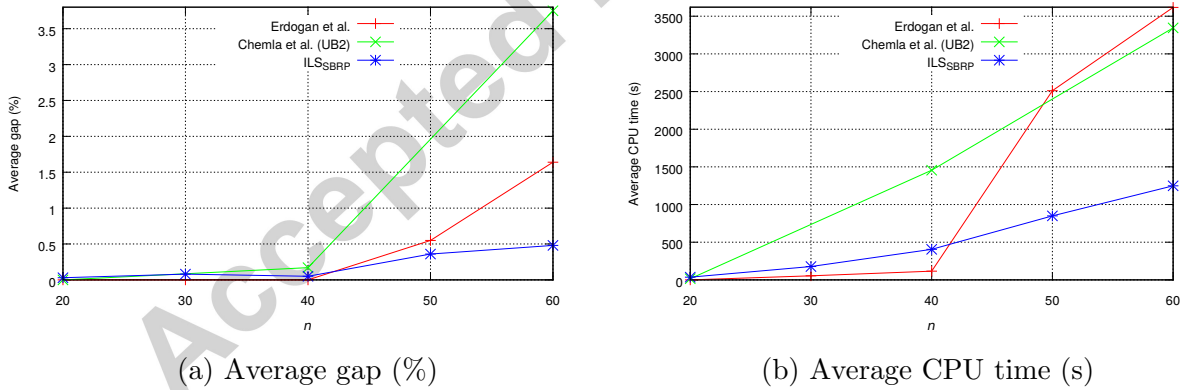 Accepted
Erdogan et al.
Chemla et al. (UB2)
ILS_SBRP
Average gap (%)
3.5
3
2.5
2
1.5
1
0.5
0
20
30
40
50
60
n
(a) Average gap (%)
Erdogan et al.
Chemla et al. (UB2)
ILS_SBRP
Average CPU time (s)
3500
3000
2500
2000
1500
1000
500
0
20
30
40
50
60
n
(b) Average CPU time (s)